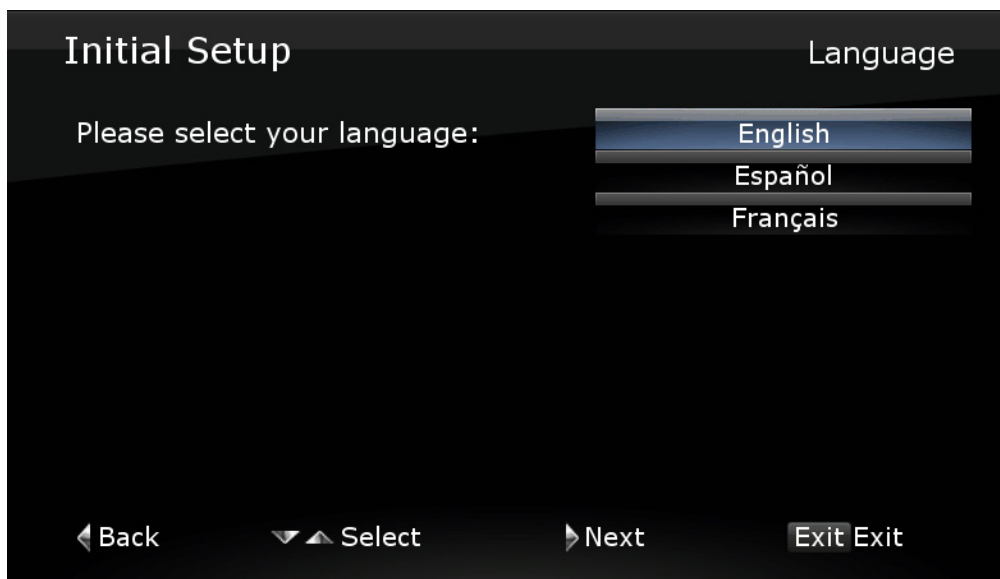 Initial Setup
Language
Please select your language:
English
Español
Français
Back Select Next Exit Exit